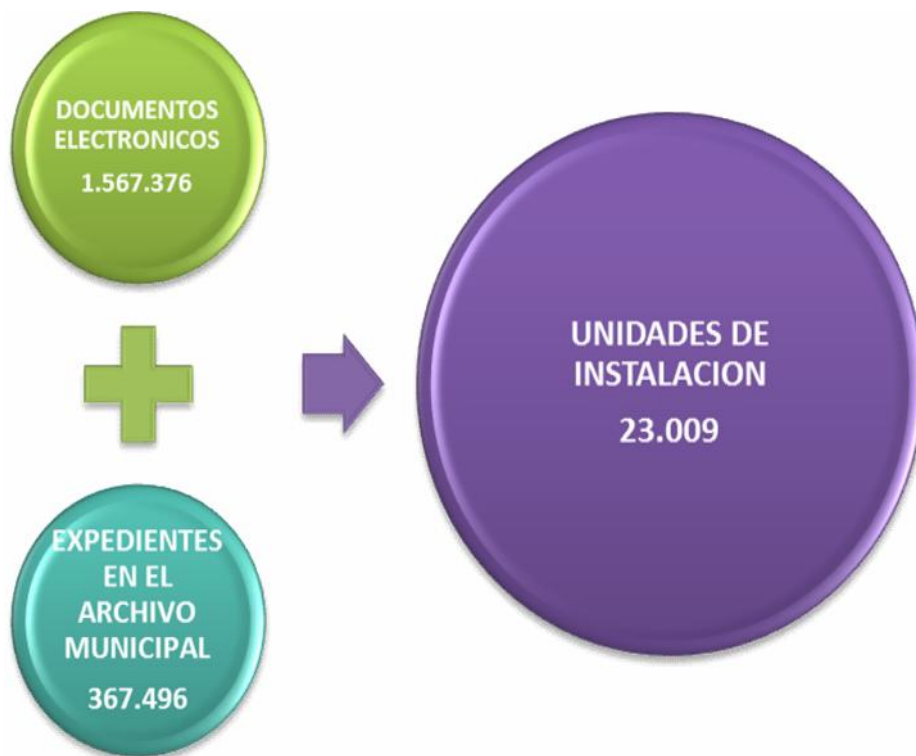 DOCUMENTOS
ELECTRONICOS
1.567.376
EXPEDIENTES
EN EL
ARCHIVO
MUNICIPAL
367.496
UNIDADES DE
INSTALACION
23.009